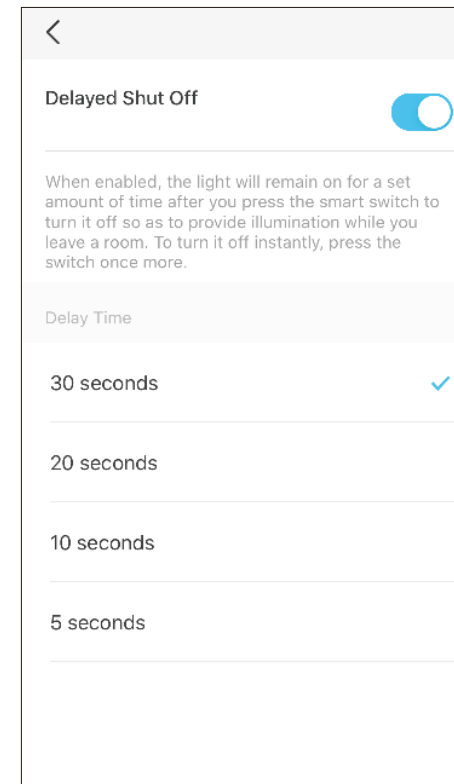 Delayed Shut Off
When enabled, the light will remain on for a set
amount of time after you press the smart switch to
turn it off so as to provide illumination while you
leave a room. To turn it off instantly, press the
switch once more.
Delay Time
30 seconds
20 seconds
10 seconds
5 seconds